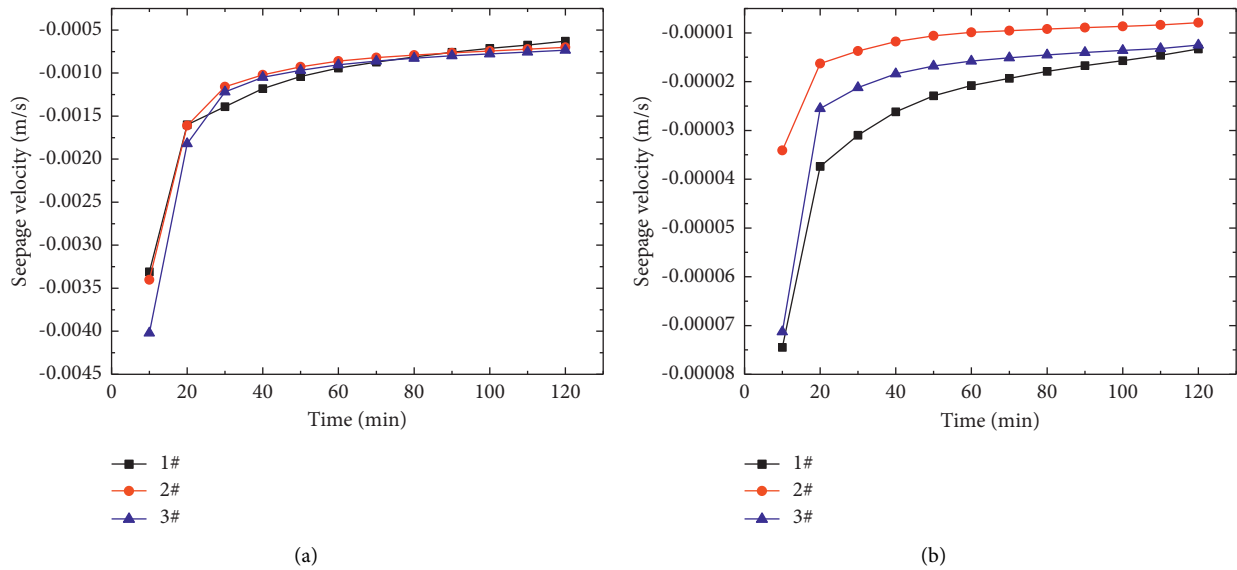 -0.0005
-0.0010
-0.0015
-0.0020
-0.0025
-0.0030
-0.0035
-0.0040
-0.0045
Seepage velocity (m/s)
0 20 40 60 80 100 120
Time (min)
1#
2#
3#
(a)
-0.00001
-0.00002
-0.00003
-0.00004
-0.00005
-0.00006
-0.00007
-0.00008
Seepage velocity (m/s)
0 20 40 60 80 100 120
Time (min)
1#
2#
3#
(b)